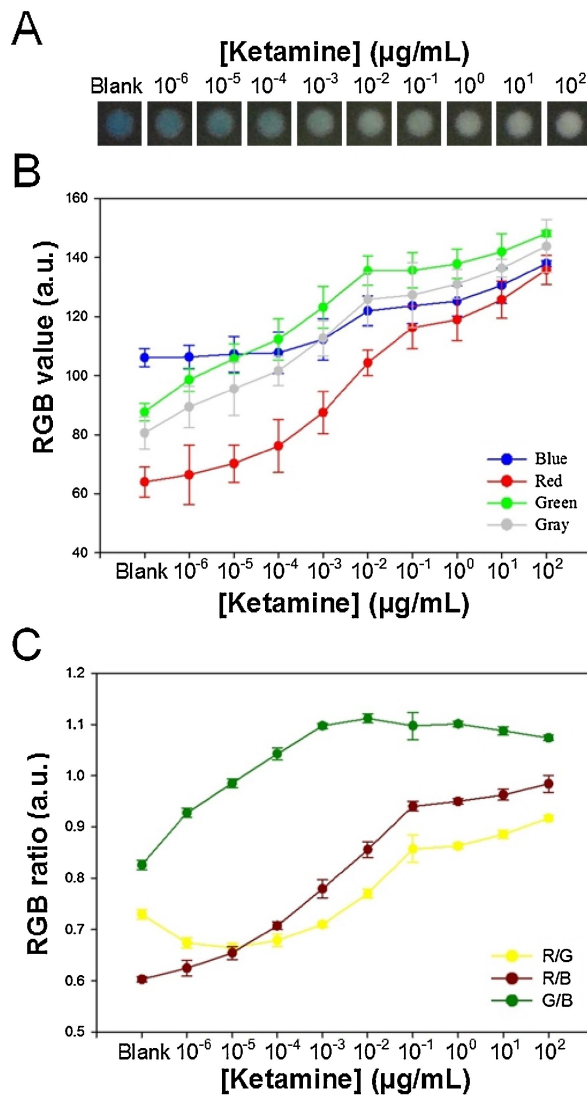 A
[Ketamine] (µg/mL)
Blank 10⁻⁶ 10⁻⁵ 10⁻⁴ 10⁻³ 10⁻² 10⁻¹ 10⁰ 10¹ 10²
B
160
140
120
100
80
60
40
RGB value (a.u.)
Blue
Red
Green
Gray
Blank 10⁻⁶ 10⁻⁵ 10⁻⁴ 10⁻³ 10⁻² 10⁻¹ 10⁰ 10¹ 10²
[Ketamine] (µg/mL)
C
1.2
1.1
1.0
0.9
0.8
0.7
0.6
0.5
RGB ratio (a.u.)
R/G
R/B
G/B
Blank 10⁻⁶ 10⁻⁵ 10⁻⁴ 10⁻³ 10⁻² 10⁻¹ 10⁰ 10¹ 10²
[Ketamine] (µg/mL)